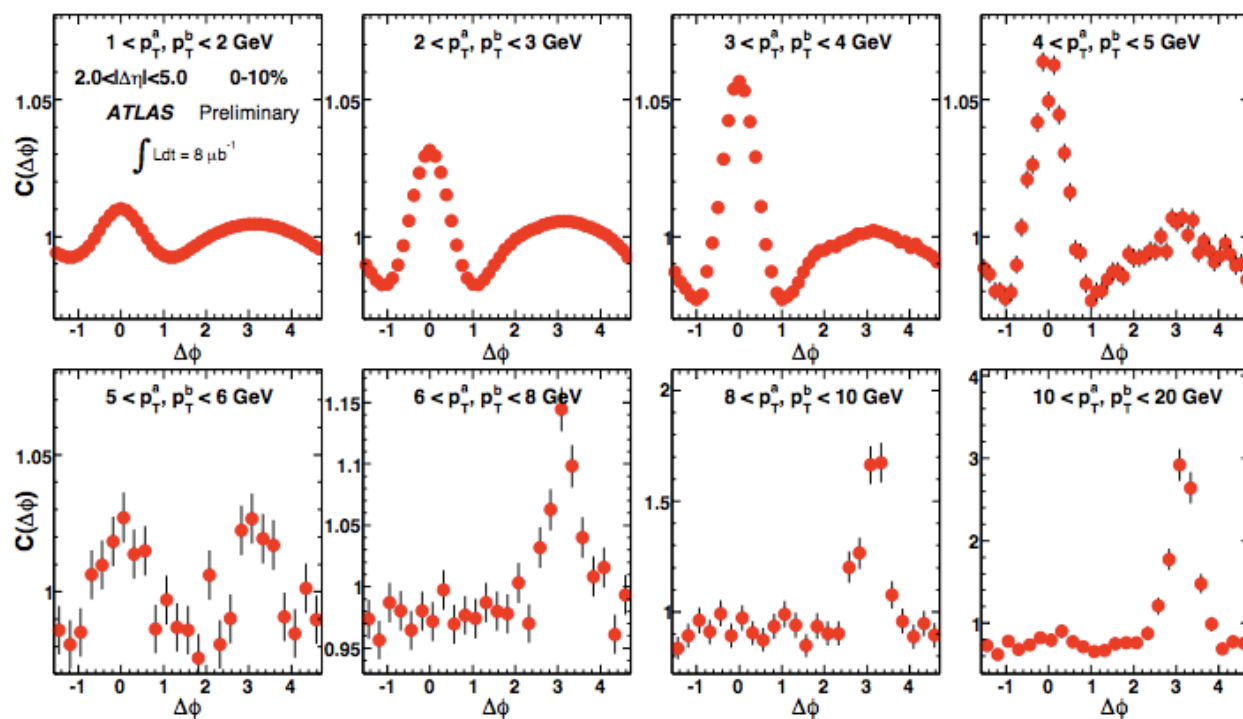 1 < p_T^a, p_T^b < 2 GeV
2.0<|Δη|<5.0 0-10%
ATLAS Preliminary
∫ Ldt = 8 μb^-1
C(Δφ)
1.05
1
-1 0 1 2 3 4
Δφ
2 < p_T^a, p_T^b < 3 GeV
1.05
1
-1 0 1 2 3 4
Δφ
3 < p_T^a, p_T^b < 4 GeV
1.05
1
-1 0 1 2 3 4
Δφ
4 < p_T^a, p_T^b < 5 GeV
1.05
1
-1 0 1 2 3 4
Δφ
5 < p_T^a, p_T^b < 6 GeV
C(Δφ)
1.05
1
-1 0 1 2 3 4
Δφ
6 < p_T^a, p_T^b < 8 GeV
1.15
1.1
1.05
1
0.95
-1 0 1 2 3 4
Δφ
8 < p_T^a, p_T^b < 10 GeV
2
1.5
1
-1 0 1 2 3 4
Δφ
10 < p_T^a, p_T^b < 20 GeV
4
3
2
1
-1 0 1 2 3 4
Δφ